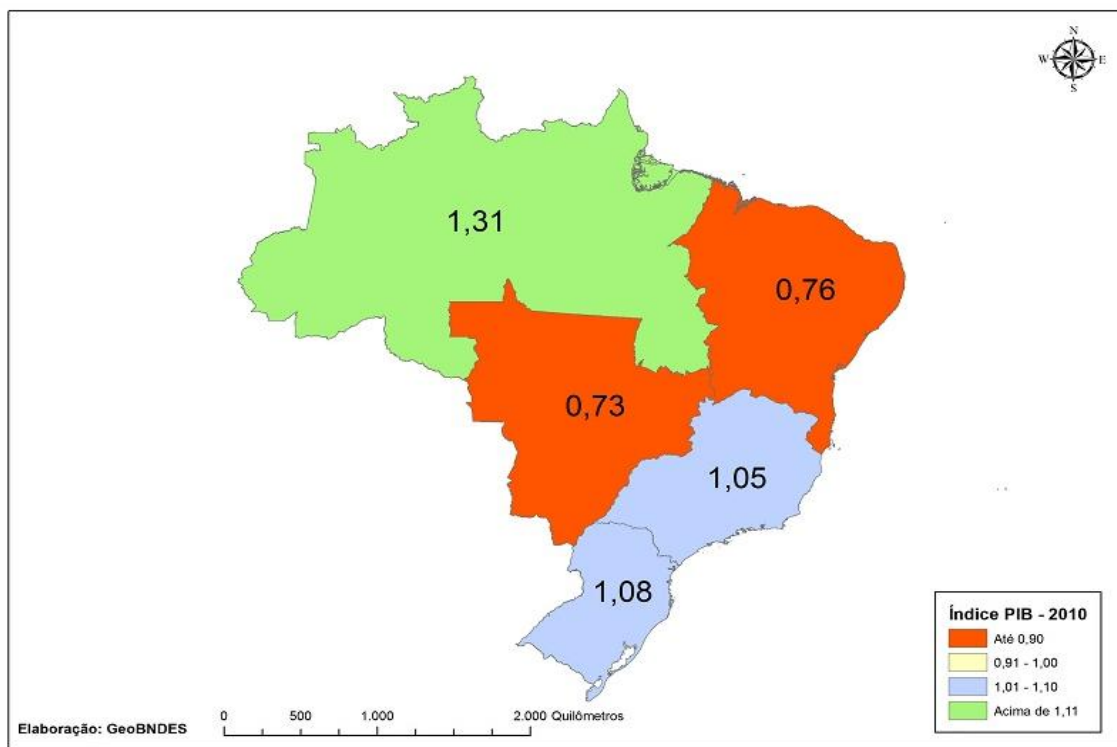 N
W E
S
1,31
0,76
0,73
1,05
1,08
Índice PIB - 2010
Até 0,90
0,91 - 1,00
1,01 - 1,10
Acima de 1,11
0 500 1.000 2.000 Quilômetros
Elaboração: GeoBNDES